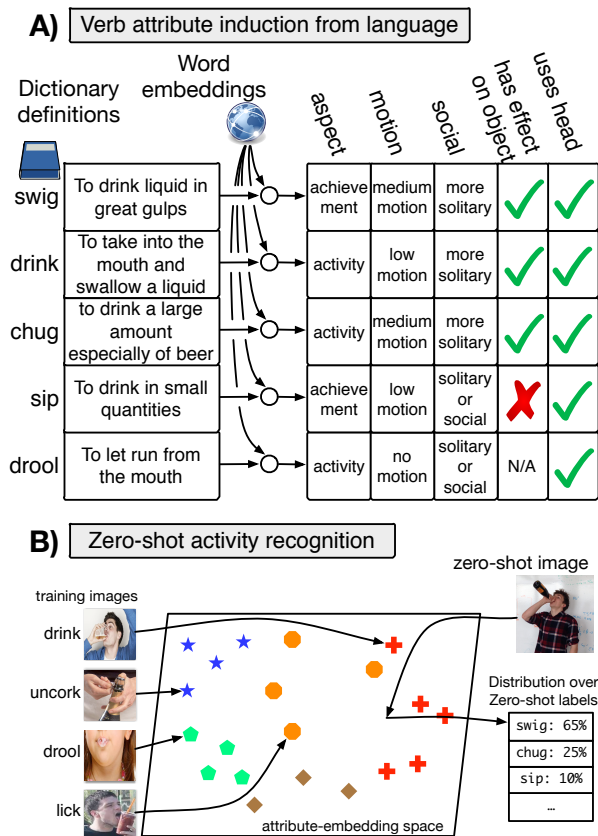 A) Verb attribute induction from language
Dictionary
definitions
Word
embeddings
aspect
motion
social
has effect
on object
uses head
swig
To drink liquid in
great gulps
achieve
ment
medium
motion
more
solitary
drink
To take into the
mouth and
swallow a liquid
activity
low
motion
more
solitary
chug
to drink a large
amount
especially of beer
activity
medium
motion
more
solitary
sip
To drink in small
quantities
achieve
ment
low
motion
solitary
or
social
drool
To let run from
the mouth
activity
no
motion
solitary
or
social
N/A
B) Zero-shot activity recognition
training images
drink
uncork
drool
lick
attribute-embedding space
zero-shot image
Distribution over
Zero-shot labels
swig: 65%
chug: 25%
sip: 10%
…